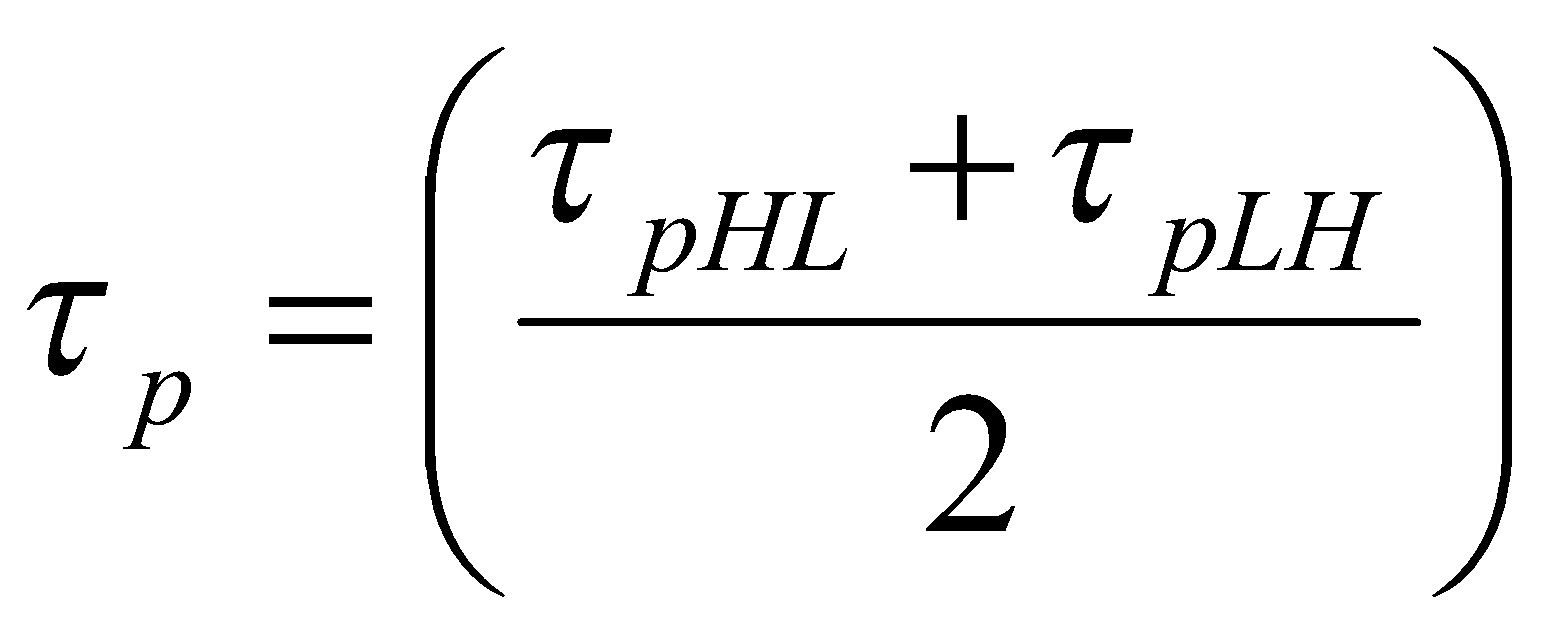 τ_p = ( (τ_pHL + τ_pLH) / 2 )